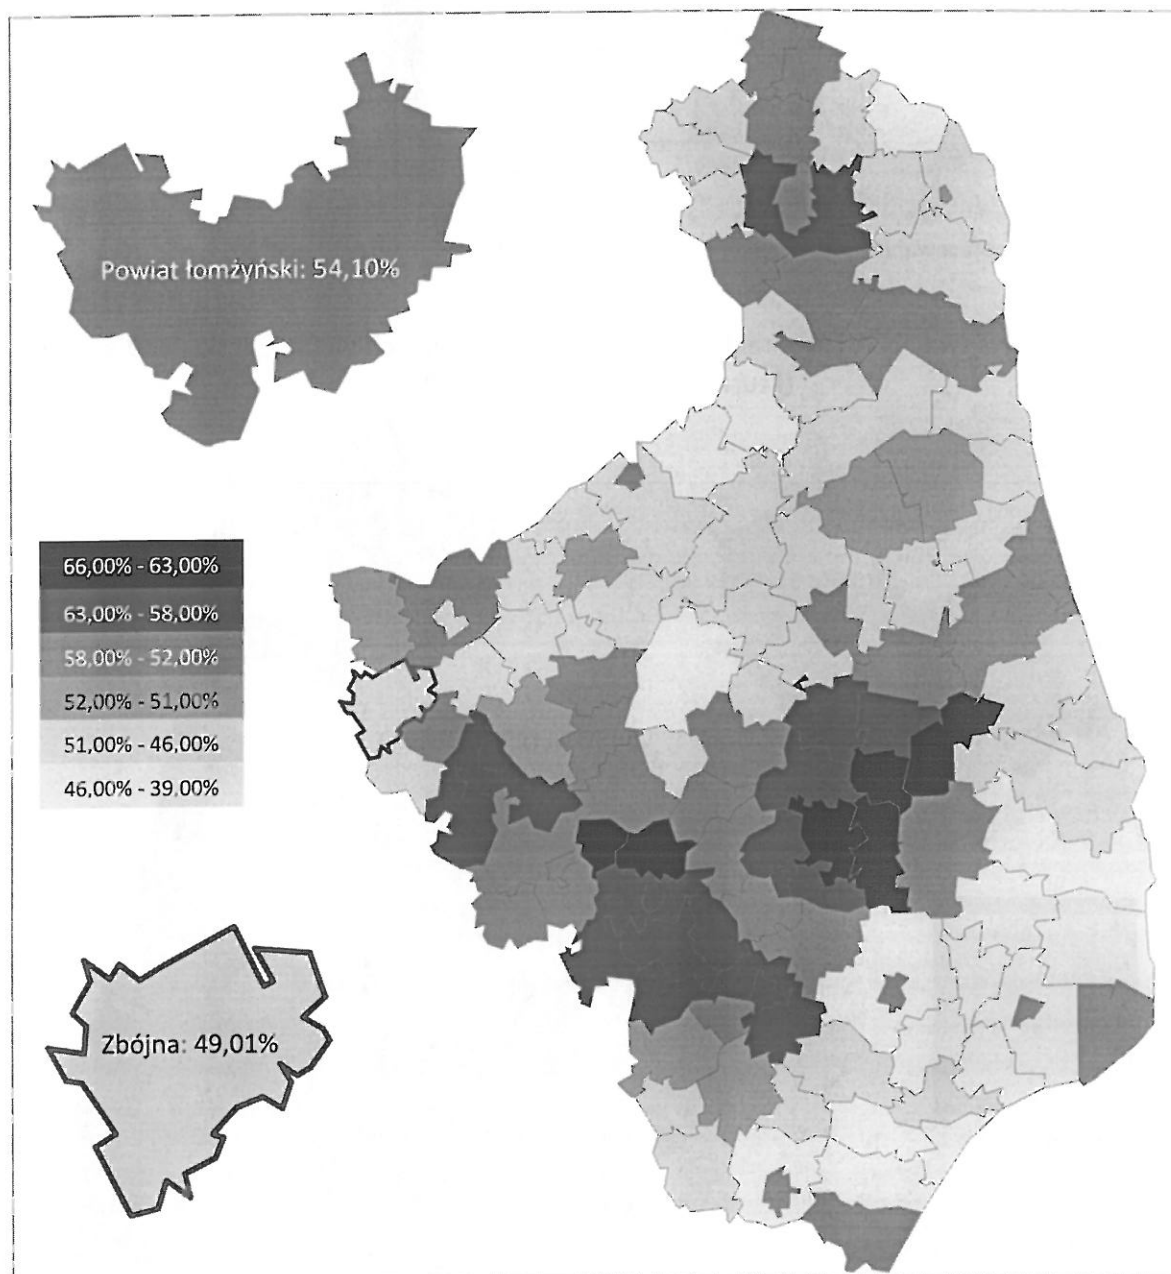 Powiat łomżyński: 54,10%
66,00% - 63,00%
63,00% - 58,00%
58,00% - 52,00%
52,00% - 51,00%
51,00% - 46,00%
46,00% - 39,00%
Zbójna: 49,01%